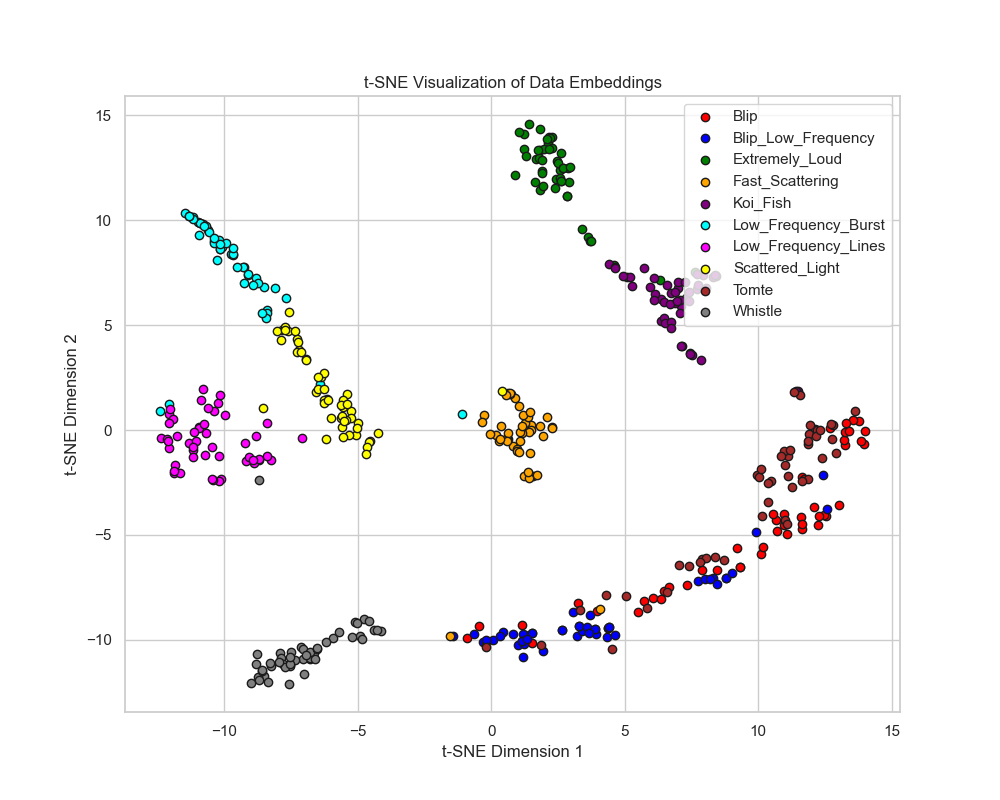 t-SNE Visualization of Data Embeddings
t-SNE Dimension 2
15
10
5
0
−5
−10
−10
−5
0
5
10
15
t-SNE Dimension 1
Blip
Blip_Low_Frequency
Extremely_Loud
Fast_Scattering
Koi_Fish
Low_Frequency_Burst
Low_Frequency_Lines
Scattered_Light
Tomte
Whistle